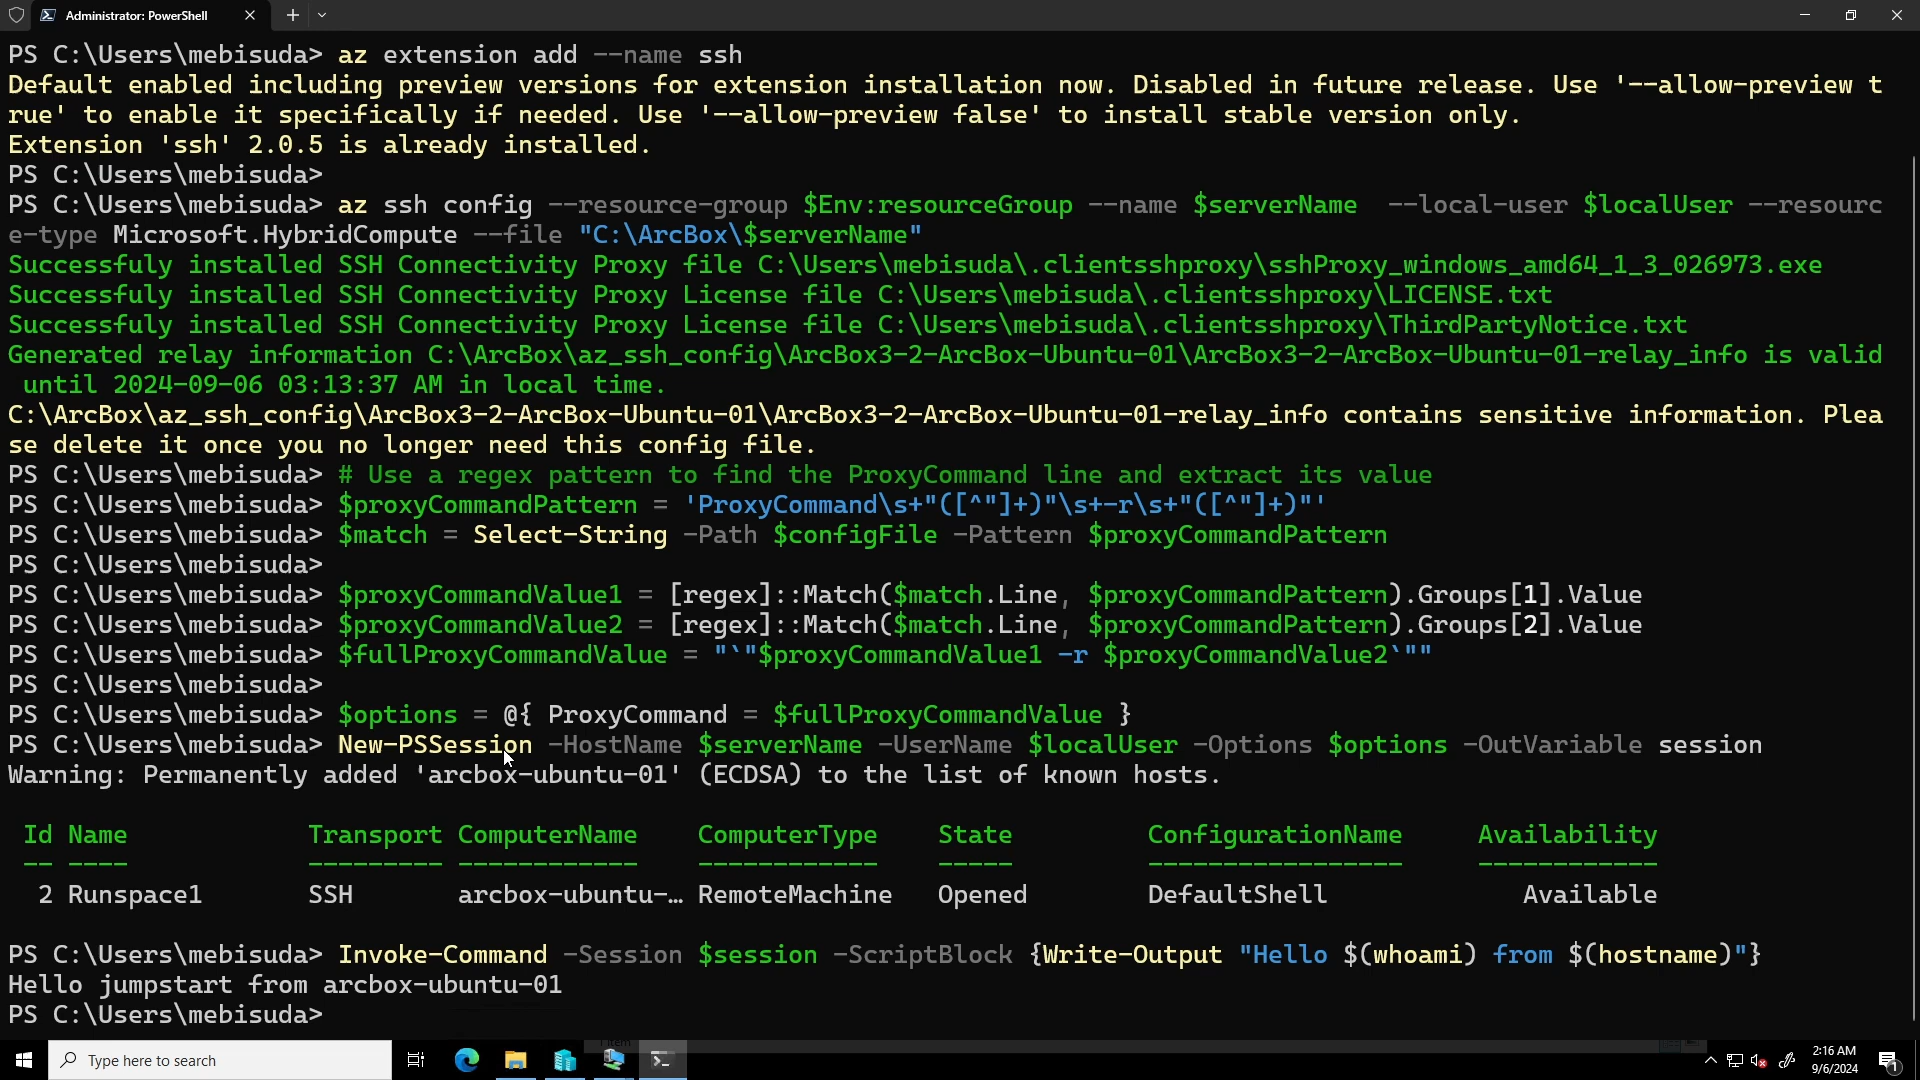 Administrator: PowerShell
PS C:\Users\mebisuda> az extension add --name ssh
Default enabled including preview versions for extension installation now. Disabled in future release. Use '--allow-preview t
rue' to enable it specifically if needed. Use '--allow-preview false' to install stable version only.
Extension 'ssh' 2.0.5 is already installed.
PS C:\Users\mebisuda>
PS C:\Users\mebisuda> az ssh config --resource-group $Env:resourceGroup --name $serverName  --local-user $localUser --resourc
e-type Microsoft.HybridCompute --file "C:\ArcBox\$serverName"
Successfuly installed SSH Connectivity Proxy file C:\Users\mebisuda\.clientsshproxy\sshProxy_windows_amd64_1_3_026973.exe
Successfuly installed SSH Connectivity Proxy License file C:\Users\mebisuda\.clientsshproxy\LICENSE.txt
Successfuly installed SSH Connectivity Proxy License file C:\Users\mebisuda\.clientsshproxy\ThirdPartyNotice.txt
Generated relay information C:\ArcBox\az_ssh_config\ArcBox3-2-ArcBox-Ubuntu-01\ArcBox3-2-ArcBox-Ubuntu-01-relay_info is valid
 until 2024-09-06 03:13:37 AM in local time.
C:\ArcBox\az_ssh_config\ArcBox3-2-ArcBox-Ubuntu-01\ArcBox3-2-ArcBox-Ubuntu-01-relay_info contains sensitive information. Plea
se delete it once you no longer need this config file.
PS C:\Users\mebisuda> # Use a regex pattern to find the ProxyCommand line and extract its value
PS C:\Users\mebisuda> $proxyCommandPattern = 'ProxyCommand\s+"([^"]+)"\s+-r\s+"([^"]+)"'
PS C:\Users\mebisuda> $match = Select-String -Path $configFile -Pattern $proxyCommandPattern
PS C:\Users\mebisuda>
PS C:\Users\mebisuda> $proxyCommandValue1 = [regex]::Match($match.Line, $proxyCommandPattern).Groups[1].Value
PS C:\Users\mebisuda> $proxyCommandValue2 = [regex]::Match($match.Line, $proxyCommandPattern).Groups[2].Value
PS C:\Users\mebisuda> $fullProxyCommandValue = "`"$proxyCommandValue1 -r $proxyCommandValue2`""
PS C:\Users\mebisuda>
PS C:\Users\mebisuda> $options = @{ ProxyCommand = $fullProxyCommandValue }
PS C:\Users\mebisuda> New-PSSession -HostName $serverName -UserName $localUser -Options $options -OutVariable session
Warning: Permanently added 'arcbox-ubuntu-01' (ECDSA) to the list of known hosts.
 Id Name            Transport ComputerName    ComputerType    State         ConfigurationName     Availability
 -- ----            --------- ------------    ------------    -----         -----------------     ------------
  2 Runspace1       SSH       arcbox-ubuntu-… RemoteMachine   Opened        DefaultShell             Available
PS C:\Users\mebisuda> Invoke-Command -Session $session -ScriptBlock {Write-Output "Hello $(whoami) from $(hostname)"}
Hello jumpstart from arcbox-ubuntu-01
PS C:\Users\mebisuda>
1 item
Type here to search
2:16 AM
9/6/2024
1